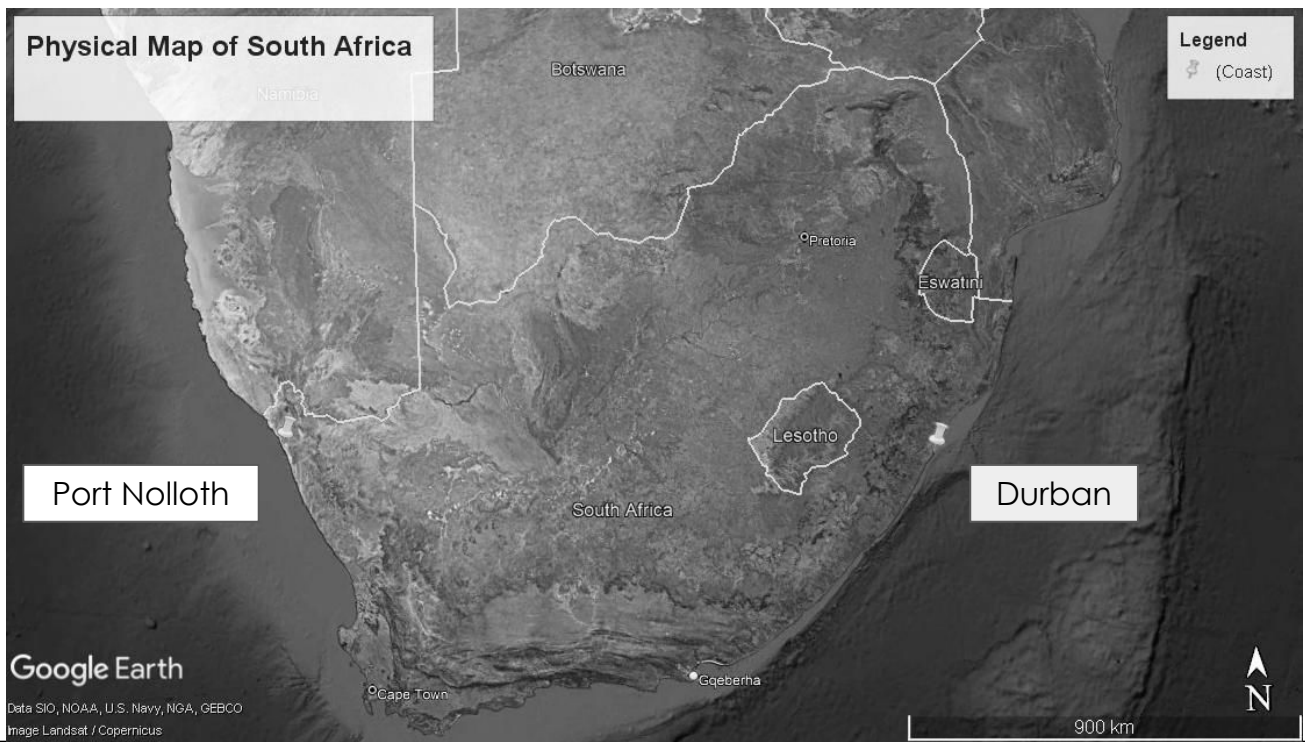 Physical Map of South Africa
Legend
(Coast)
Namibia
Botswana
Pretoria
Eswatini
Lesotho
Port Nolloth
Durban
South Africa
Gqeberha
Cape Town
Google Earth
Data SIO, NOAA, U.S. Navy, NGA, GEBCO
Image Landsat / Copernicus
N
900 km